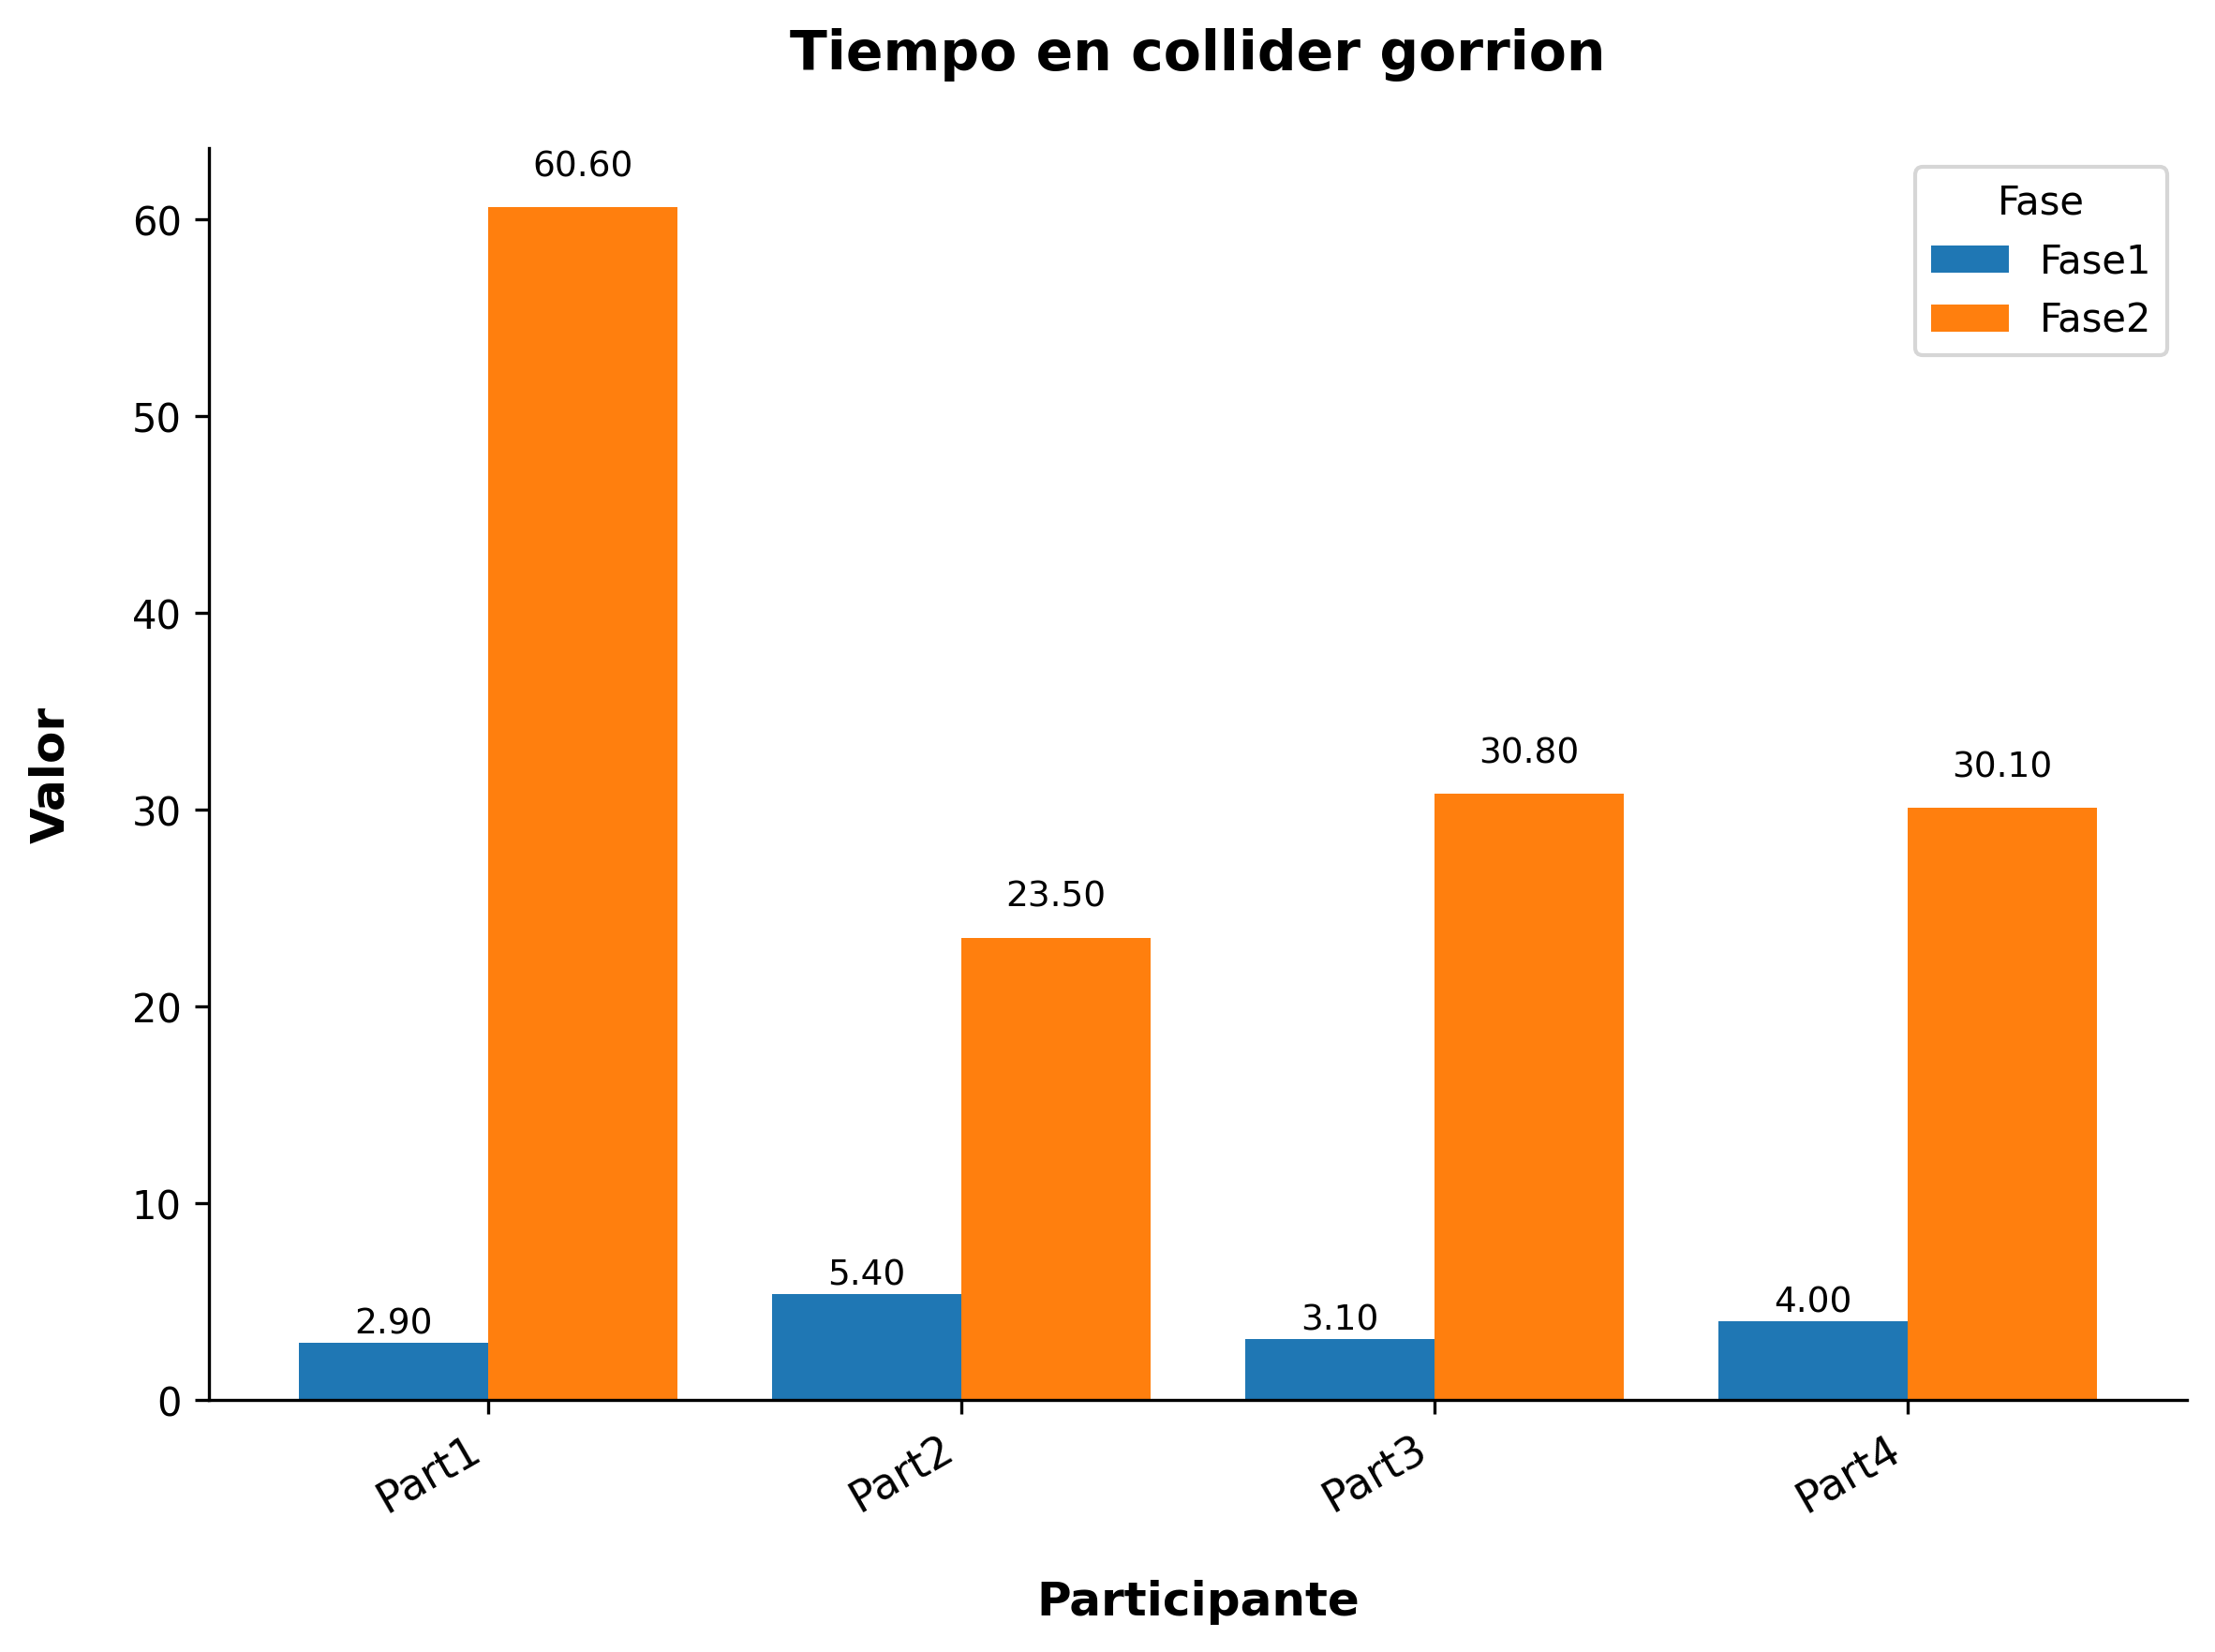 Tiempo en collider gorrion
Valor
60
50
40
30
20
10
0
60.60
23.50
30.80
30.10
2.90
5.40
3.10
4.00
Fase
Fase1
Fase2
Part1
Part2
Part3
Part4
Participante